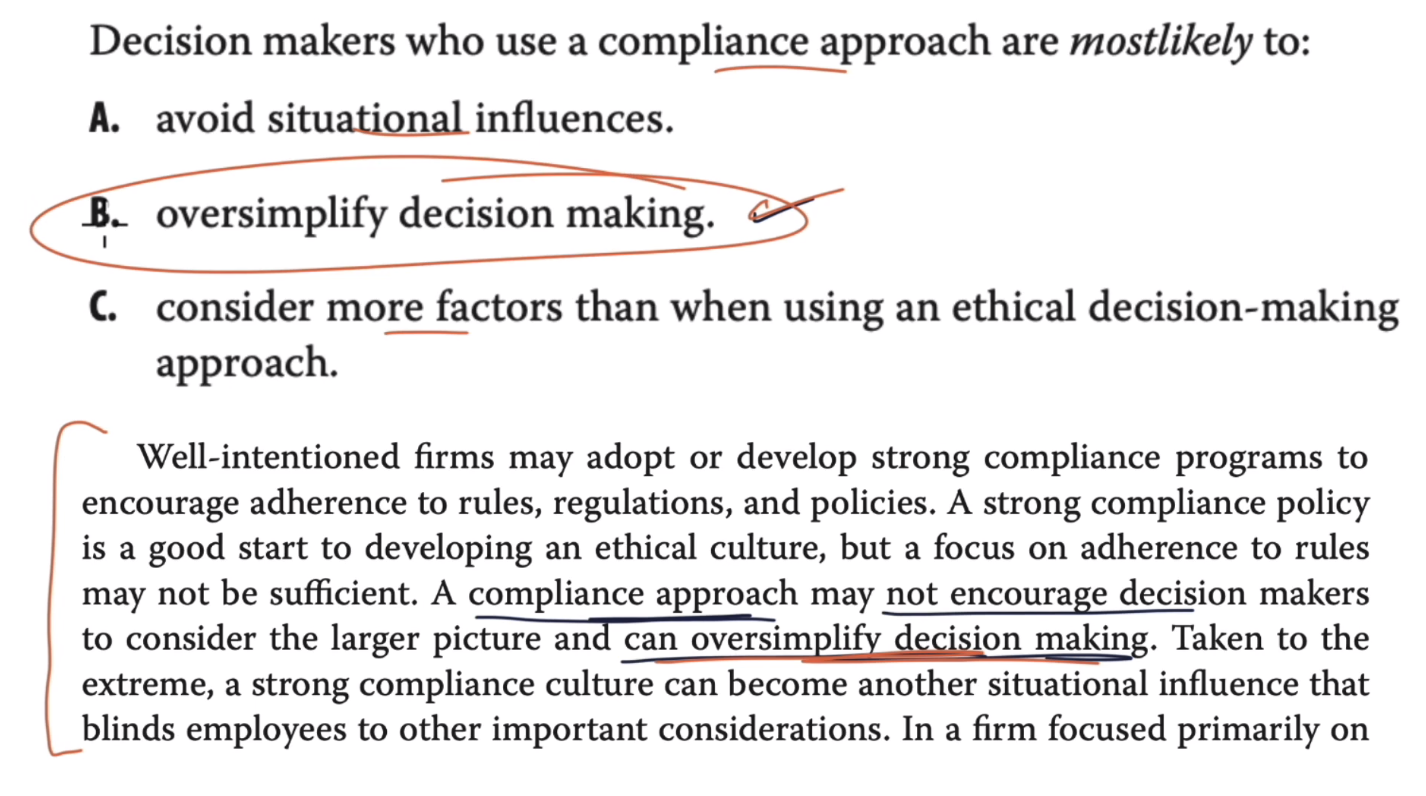 Decision makers who use a compliance approach are mostlikely to:
A. avoid situational influences.
B. oversimplify decision making.
C. consider more factors than when using an ethical decision-making
approach.
Well-intentioned firms may adopt or develop strong compliance programs to
encourage adherence to rules, regulations, and policies. A strong compliance policy
is a good start to developing an ethical culture, but a focus on adherence to rules
may not be sufficient. A compliance approach may not encourage decision makers
to consider the larger picture and can oversimplify decision making. Taken to the
extreme, a strong compliance culture can become another situational influence that
blinds employees to other important considerations. In a firm focused primarily on